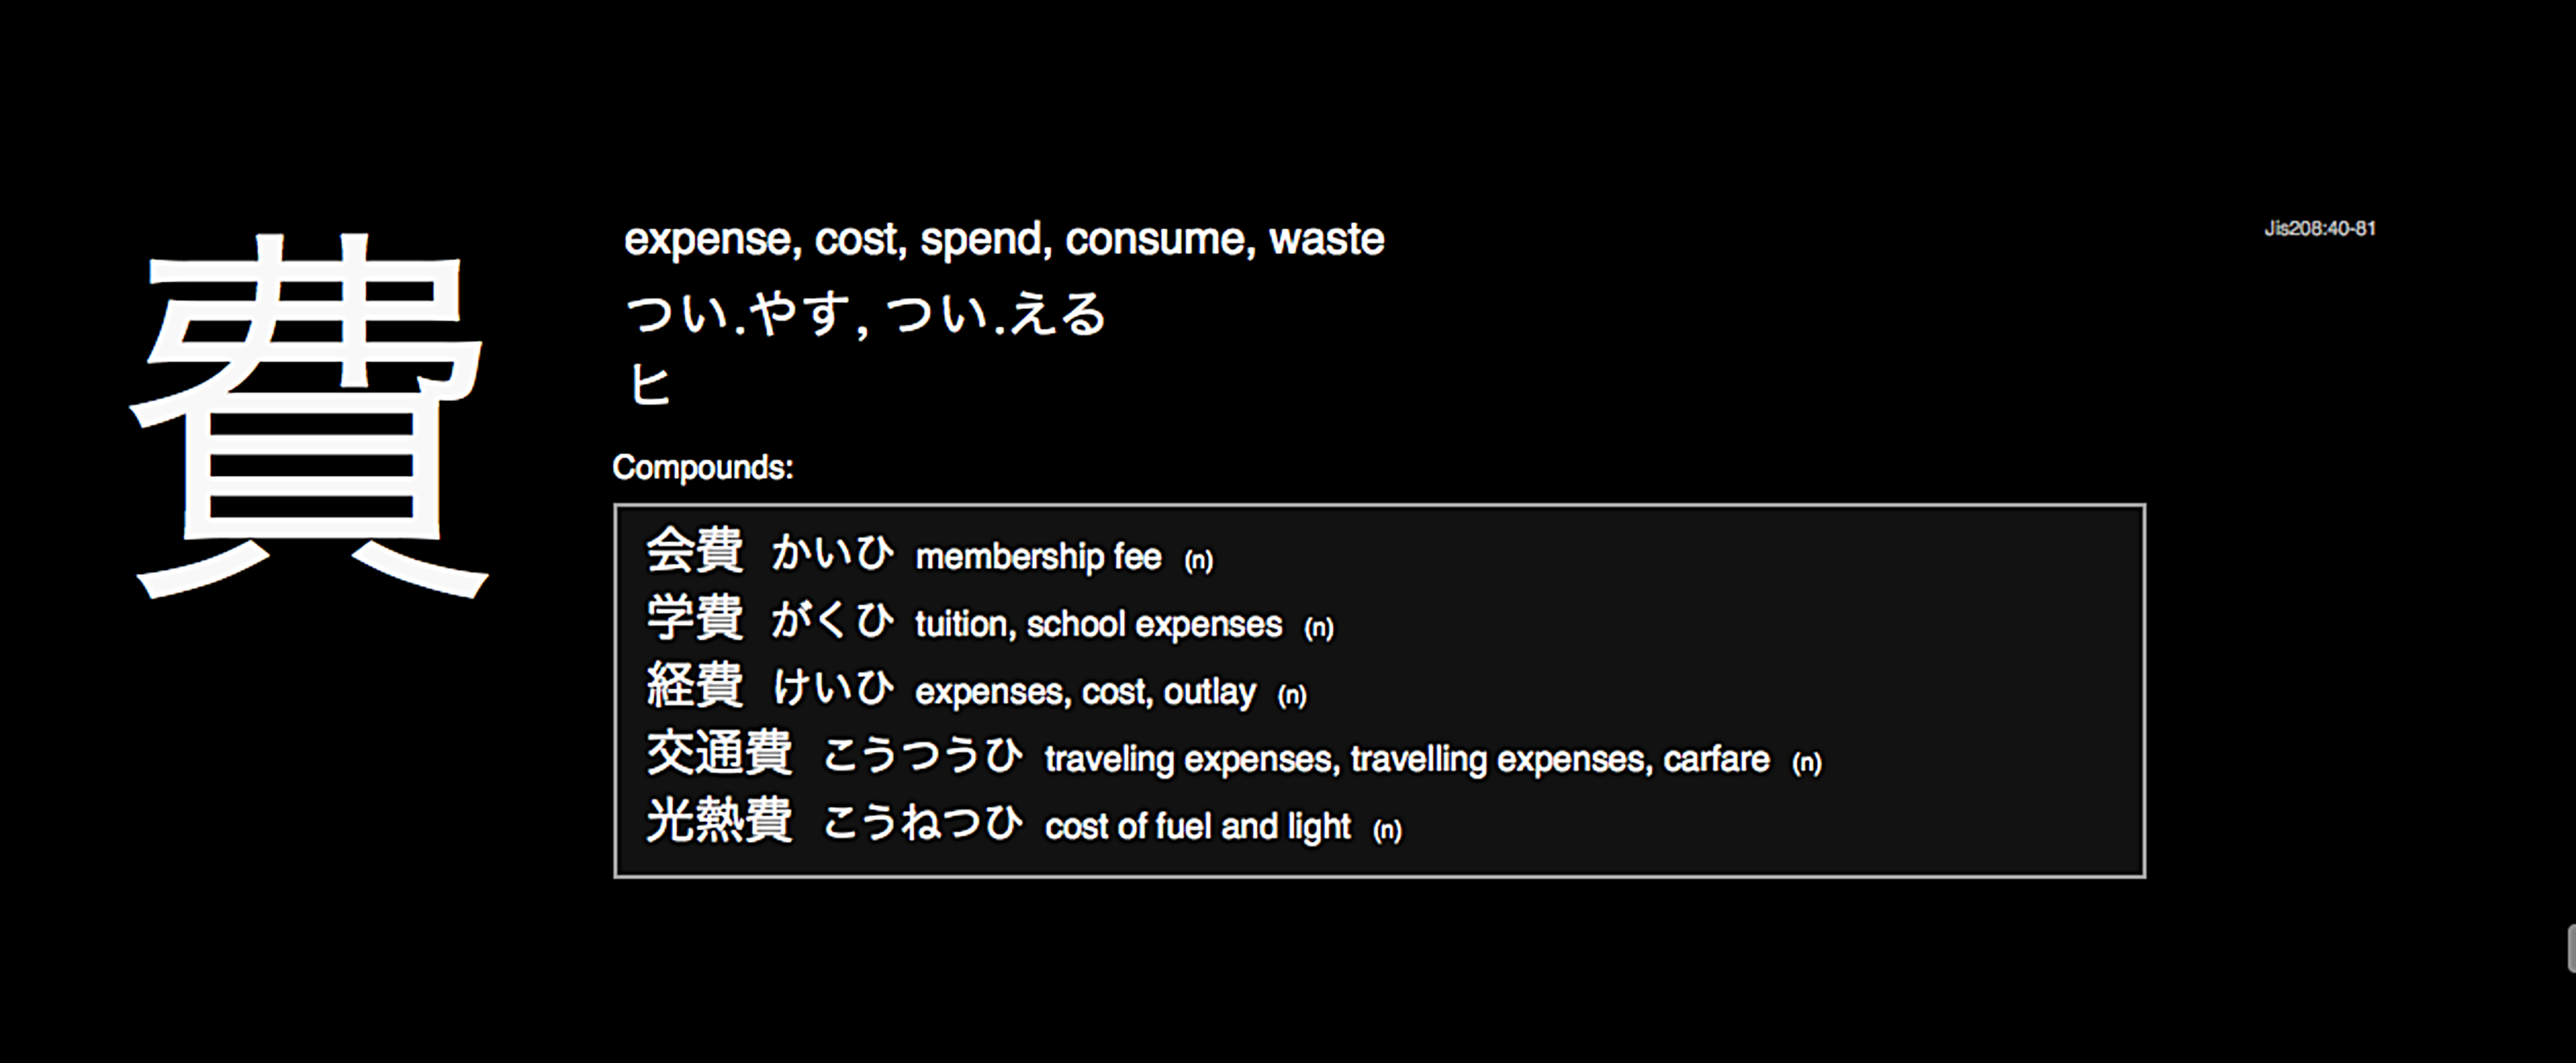 費
expense, cost, spend, consume, waste
Jis208:40-81
つい.やす, つい.える
ヒ
Compounds:
会費 かいひ membership fee (n)
学費 がくひ tuition, school expenses (n)
経費 けいひ expenses, cost, outlay (n)
交通費 こうつうひ traveling expenses, travelling expenses, carfare (n)
光熱費 こうねつひ cost of fuel and light (n)